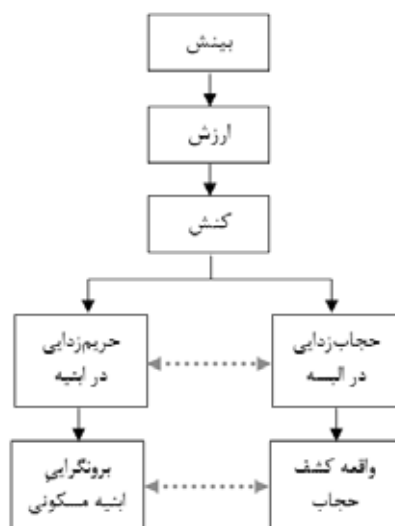 بینش
ارزش
کنش
حجاب‌زدایی
در البسه
حریم‌زدایی
در ابنیه
واقعه کشف
حجاب
برونگرایی
ابنیه مسکونی